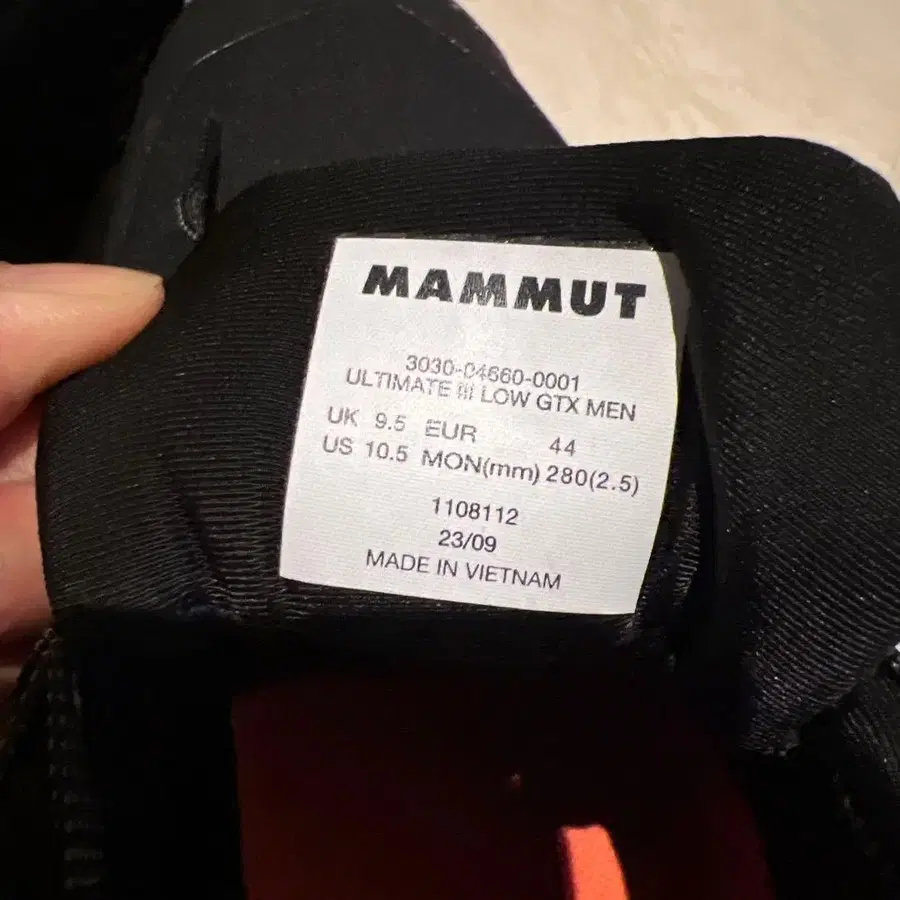 MAMMUT
3030-04660-0001
ULTIMATE III LOW GTX MEN
UK 9.5 EUR 44
US 10.5 MON(mm) 280(2.5)
1108112
23/09
MADE IN VIETNAM